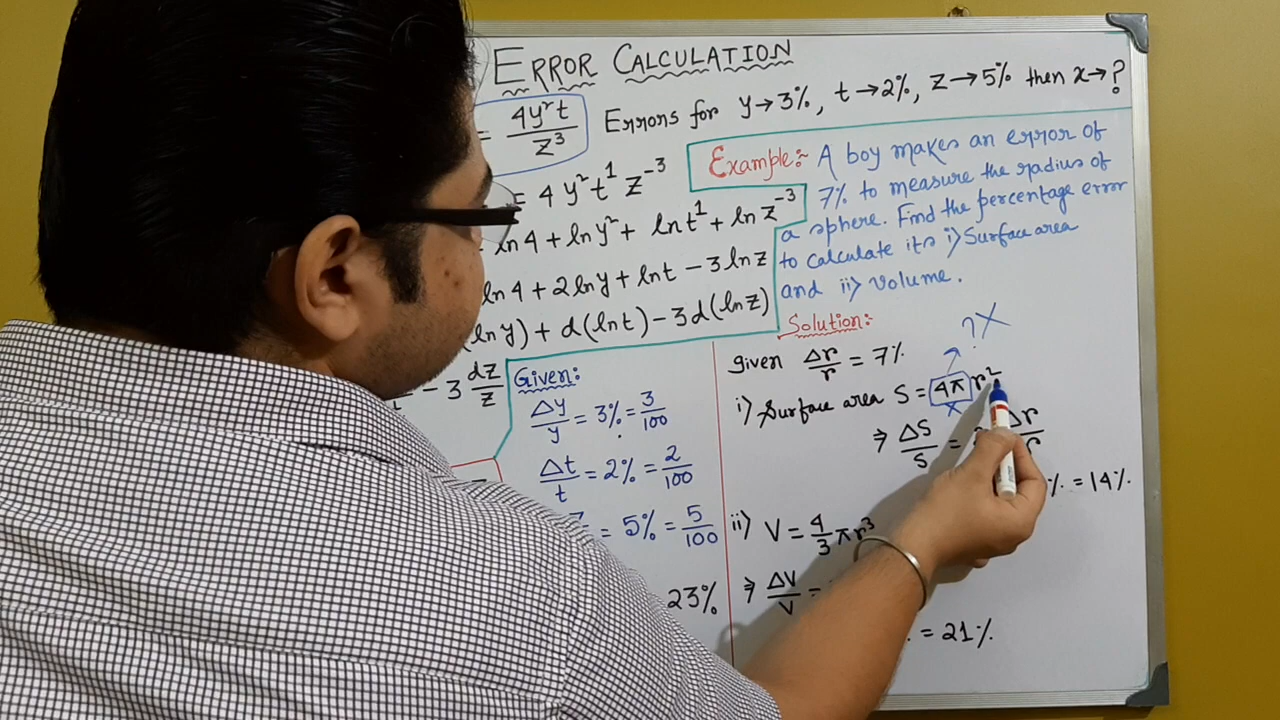 ERROR CALCULATION
= 4y²t / z³ Errors for y→3%, t→2%, z→5% then x→?
= 4 y² t¹ z⁻³
ln 4 + ln y² + ln t¹ + ln z⁻³
ln 4 + 2 ln y + ln t − 3 ln z
(ln y) + d(ln t) − 3 d(ln z)
− 3 dz/z
Example:- A boy makes an error of
7% to measure the radius of
a sphere. Find the percentage error
to calculate its i) Surface area
and ii) Volume.
Given:
Δy/y = 3% = 3/100
Δt/t = 2% = 2/100
= 5% = 5/100
23%
Solution:
given Δr/r = 7%
? X
i) Surface area S = 4π r²
x
⇒ ΔS/S = Δr/r
% = 14%
ii) V = 4/3 πr³
⇒ ΔV/V =
= 21%